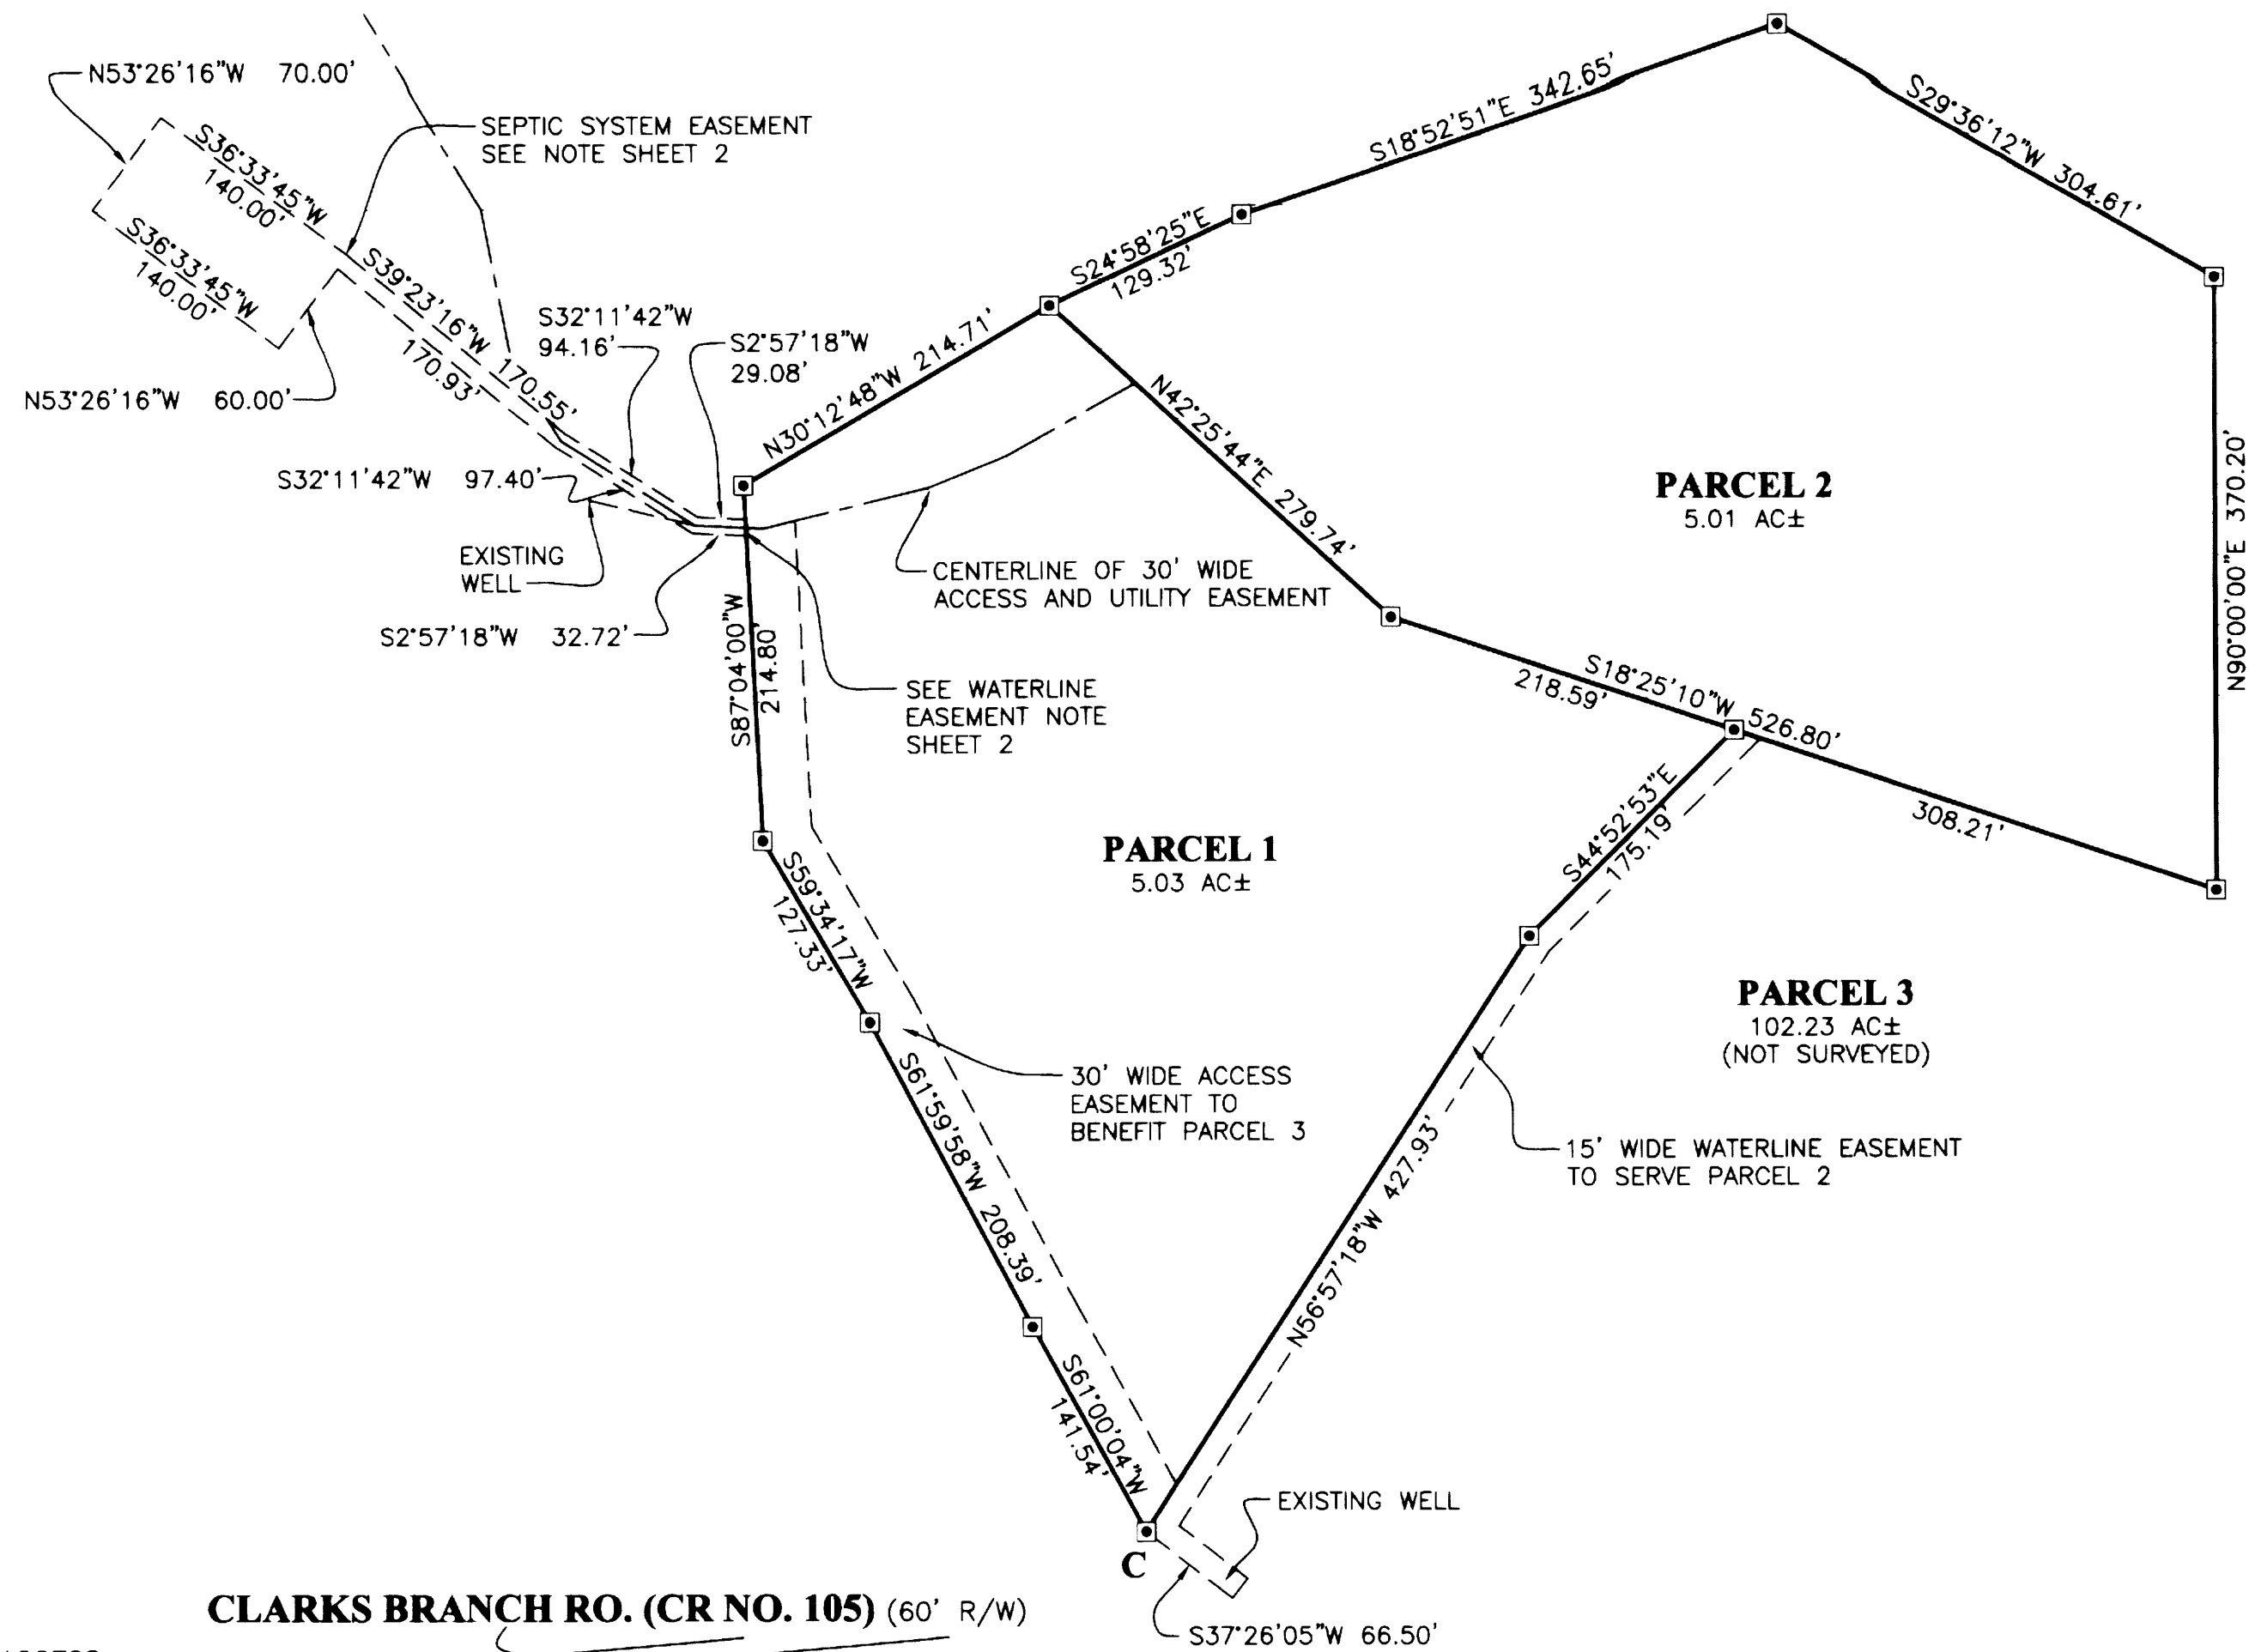 N53°26'16"W 70.00'
SEPTIC SYSTEM EASEMENT
SEE NOTE SHEET 2
S36°33'45"W
140.00'
S36°33'45"W
140.00'
N53°26'16"W 60.00'
S39°23'16"W 170.55'
170.93'
S32°11'42"W
94.16'
S2°57'18"W
29.08'
S32°11'42"W 97.40'
EXISTING
WELL
S2°57'18"W 32.72'
N30°12'48"W 214.71'
S24°58'25"E
129.32'
S18°52'51"E 342.65'
S29°36'12"W 304.61'
N90°00'00"E 370.20'
N42°25'44"E 279.74'
PARCEL 2
5.01 AC±
CENTERLINE OF 30' WIDE
ACCESS AND UTILITY EASEMENT
S87°04'00"W
214.80'
SEE WATERLINE
EASEMENT NOTE
SHEET 2
S18°25'10"W 526.80'
218.59'
308.21'
S44°52'53"E
175.19'
PARCEL 1
5.03 AC±
S59°34'17"W
127.33'
PARCEL 3
102.23 AC±
(NOT SURVEYED)
30' WIDE ACCESS
EASEMENT TO
BENEFIT PARCEL 3
S61°59'58"W 208.39'
15' WIDE WATERLINE EASEMENT
TO SERVE PARCEL 2
N56°57'18"W 427.93'
S61°00'04"W
141.54'
EXISTING WELL
C
S37°26'05"W 66.50'
CLARKS BRANCH RO. (CR NO. 105) (60' R/W)